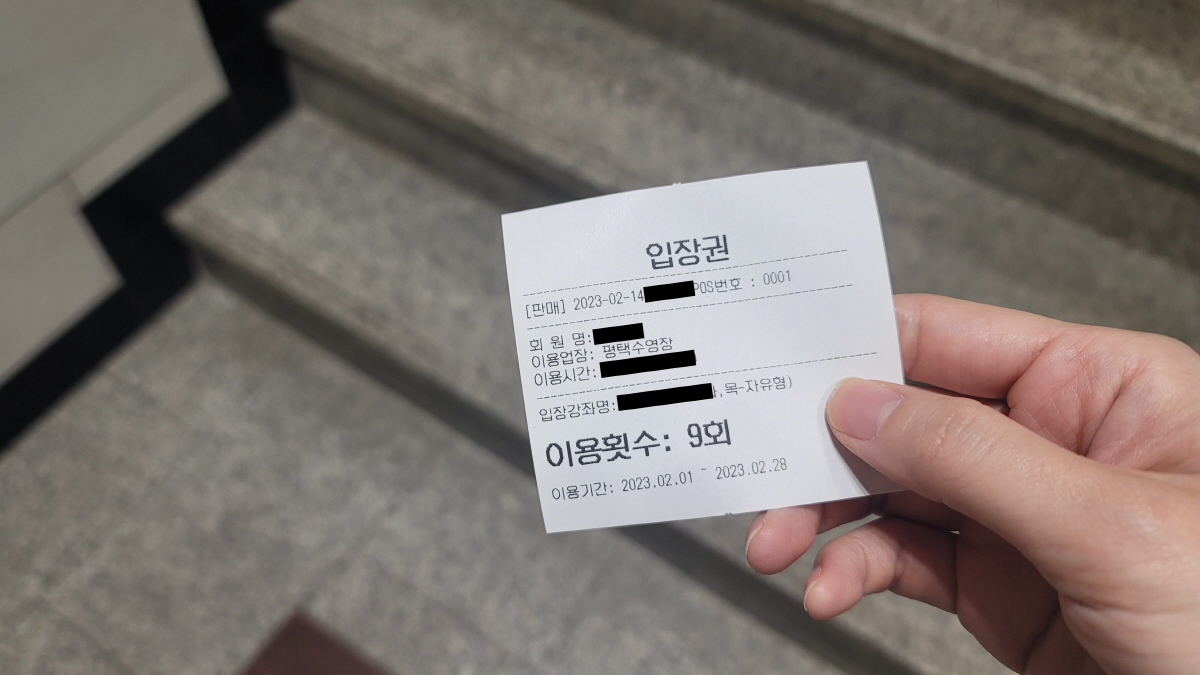 입장권
[판매] 2023-02-14 POS번호 : 0001
회 원 명:
이용업장: 평택수영장
이용시간:
입장강좌명: ,목-자유형)
이용횟수: 9회
이용기간: 2023.02.01 ~ 2023.02.28